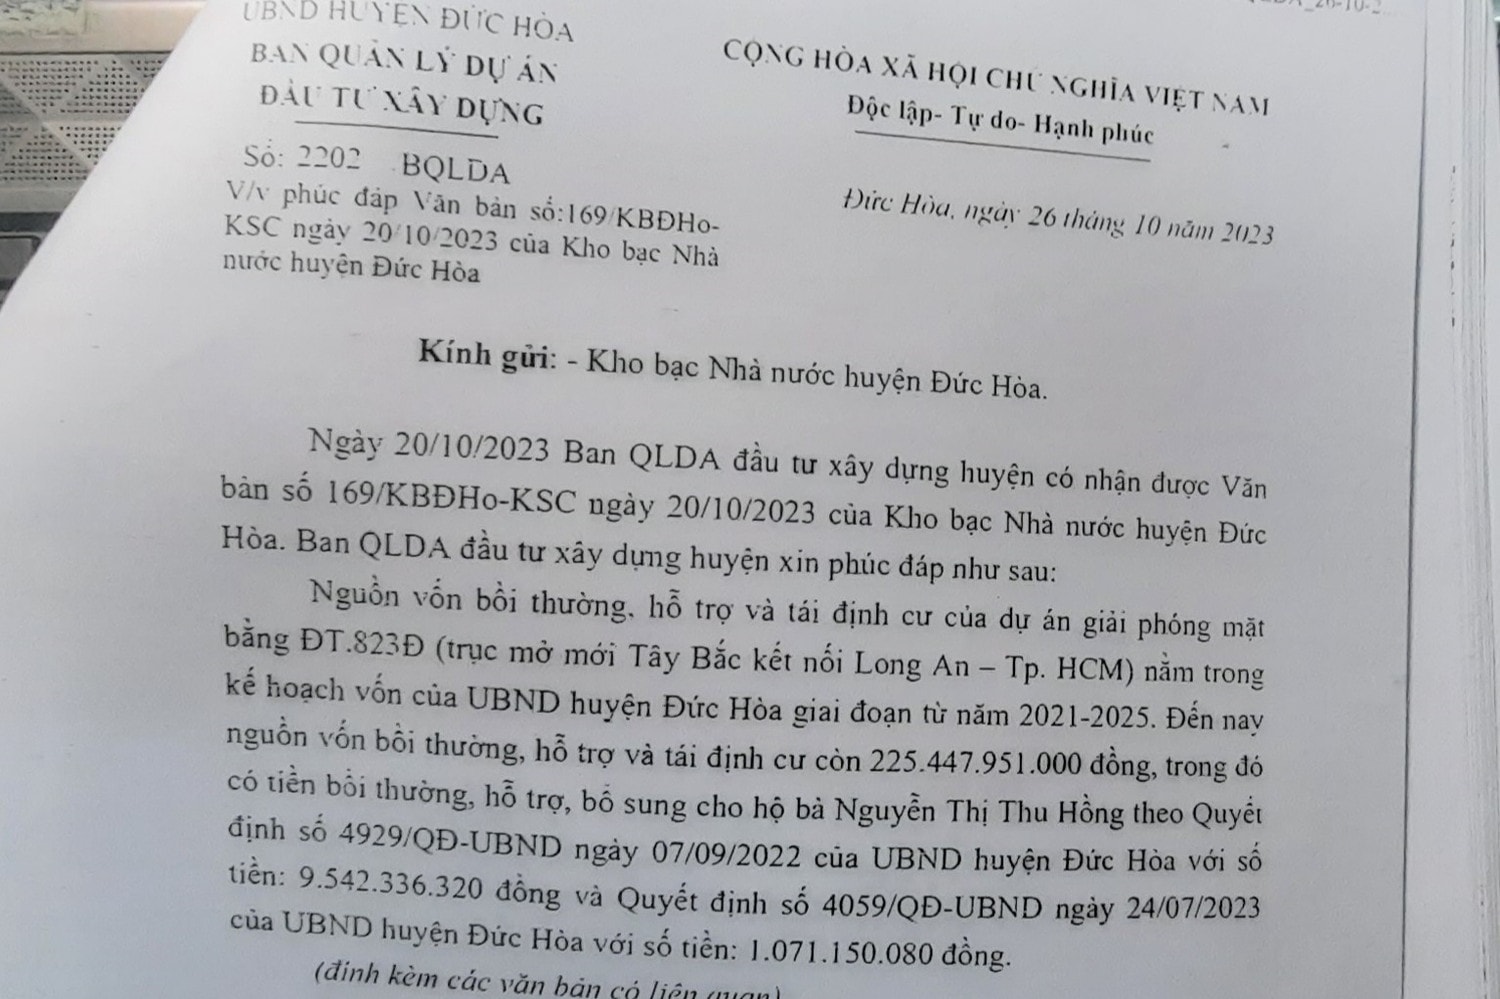 UBND HUYỆN ĐỨC HÒA
BAN QUẢN LÝ DỰ ÁN
ĐẦU TƯ XÂY DỰNG
CỘNG HÒA XÃ HỘI CHỦ NGHĨA VIỆT NAM
Độc lập- Tự do- Hạnh phúc
Số: 2202 BQLDA
V/v phúc đáp Văn bản số:169/KBĐHo-
KSC ngày 20/10/2023 của Kho bạc Nhà
nước huyện Đức Hòa
Đức Hòa, ngày 26 tháng 10 năm 2023
Kính gửi: - Kho bạc Nhà nước huyện Đức Hòa.
Ngày 20/10/2023 Ban QLDA đầu tư xây dựng huyện có nhận được Văn
bản số 169/KBĐHo-KSC ngày 20/10/2023 của Kho bạc Nhà nước huyện Đức
Hòa. Ban QLDA đầu tư xây dựng huyện xin phúc đáp như sau:
Nguồn vốn bồi thường, hỗ trợ và tái định cư của dự án giải phóng mặt
bằng ĐT.823Đ (trục mở mới Tây Bắc kết nối Long An – Tp. HCM) nằm trong
kế hoạch vốn của UBND huyện Đức Hòa giai đoạn từ năm 2021-2025. Đến nay
nguồn vốn bồi thường, hỗ trợ và tái định cư còn 225.447.951.000 đồng, trong đó
có tiền bồi thường, hỗ trợ, bổ sung cho hộ bà Nguyễn Thị Thu Hồng theo Quyết
định số 4929/QĐ-UBND ngày 07/09/2022 của UBND huyện Đức Hòa với số
tiền: 9.542.336.320 đồng và Quyết định số 4059/QĐ-UBND ngày 24/07/2023
của UBND huyện Đức Hòa với số tiền: 1.071.150.080 đồng.
(đính kèm các văn bản có liên quan)